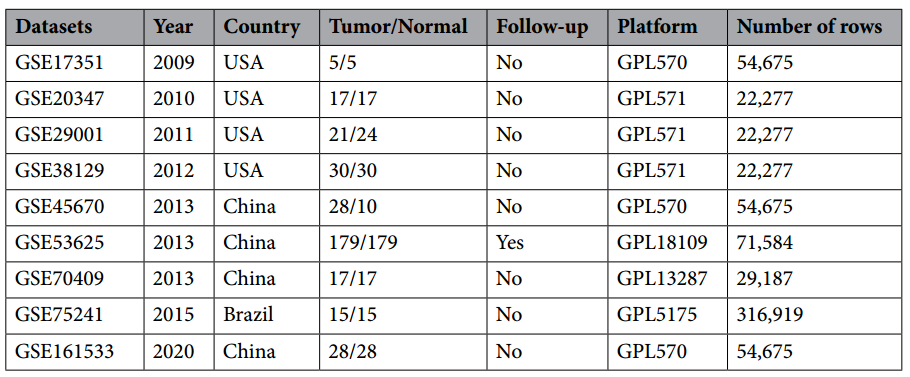 Datasets Year Country Tumor/Normal Follow-up Platform Number of rows
GSE17351 2009 USA 5/5 No GPL570 54,675
GSE20347 2010 USA 17/17 No GPL571 22,277
GSE29001 2011 USA 21/24 No GPL571 22,277
GSE38129 2012 USA 30/30 No GPL571 22,277
GSE45670 2013 China 28/10 No GPL570 54,675
GSE53625 2013 China 179/179 Yes GPL18109 71,584
GSE70409 2013 China 17/17 No GPL13287 29,187
GSE75241 2015 Brazil 15/15 No GPL5175 316,919
GSE161533 2020 China 28/28 No GPL570 54,675